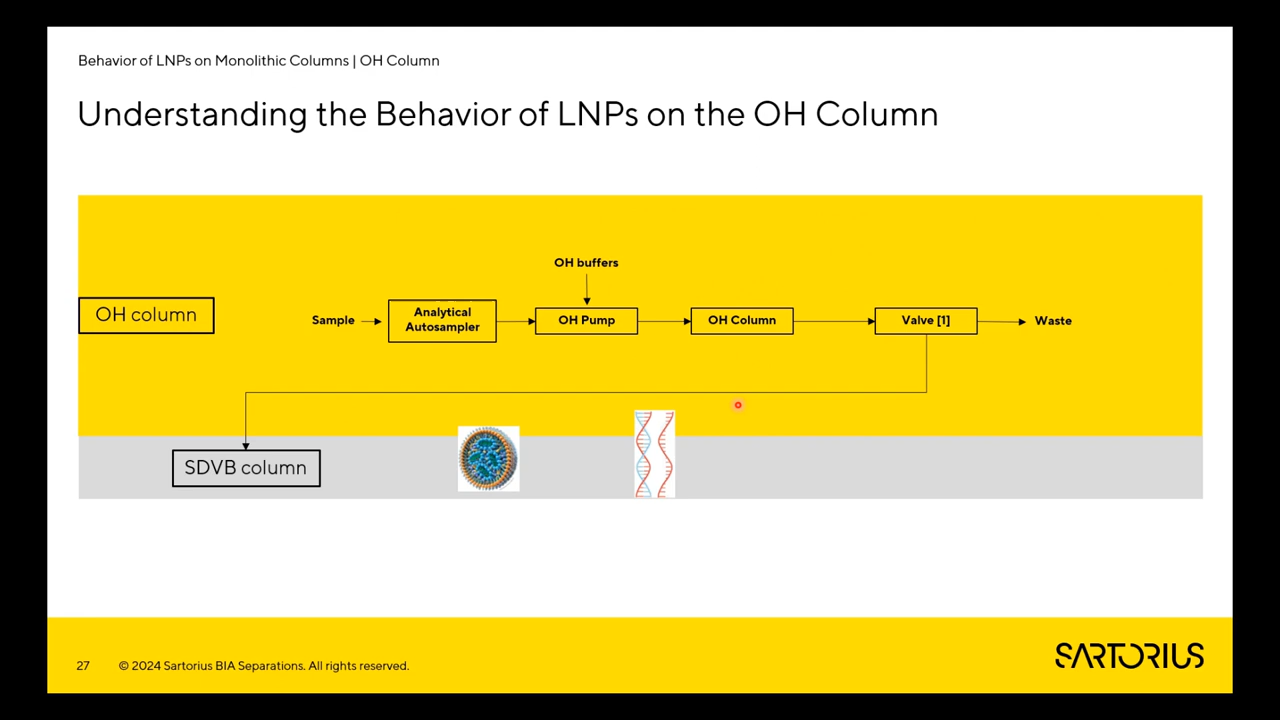 Behavior of LNPs on Monolithic Columns | OH Column
Understanding the Behavior of LNPs on the OH Column
OH buffers
OH column
Sample
Analytical
Autosampler
OH Pump
OH Column
Valve [1]
Waste
SDVB column
27
© 2024 Sartorius BIA Separations. All rights reserved.
SARTORIUS